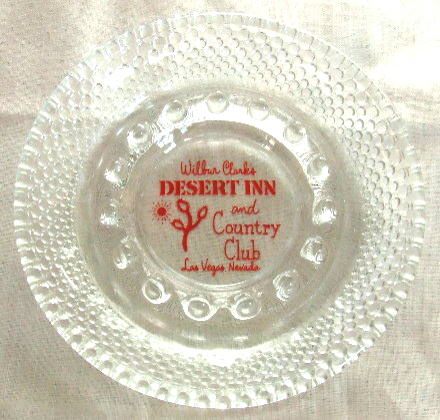 Wilbur Clark's
DESERT INN
and
Country
Club
Las Vegas Nevada